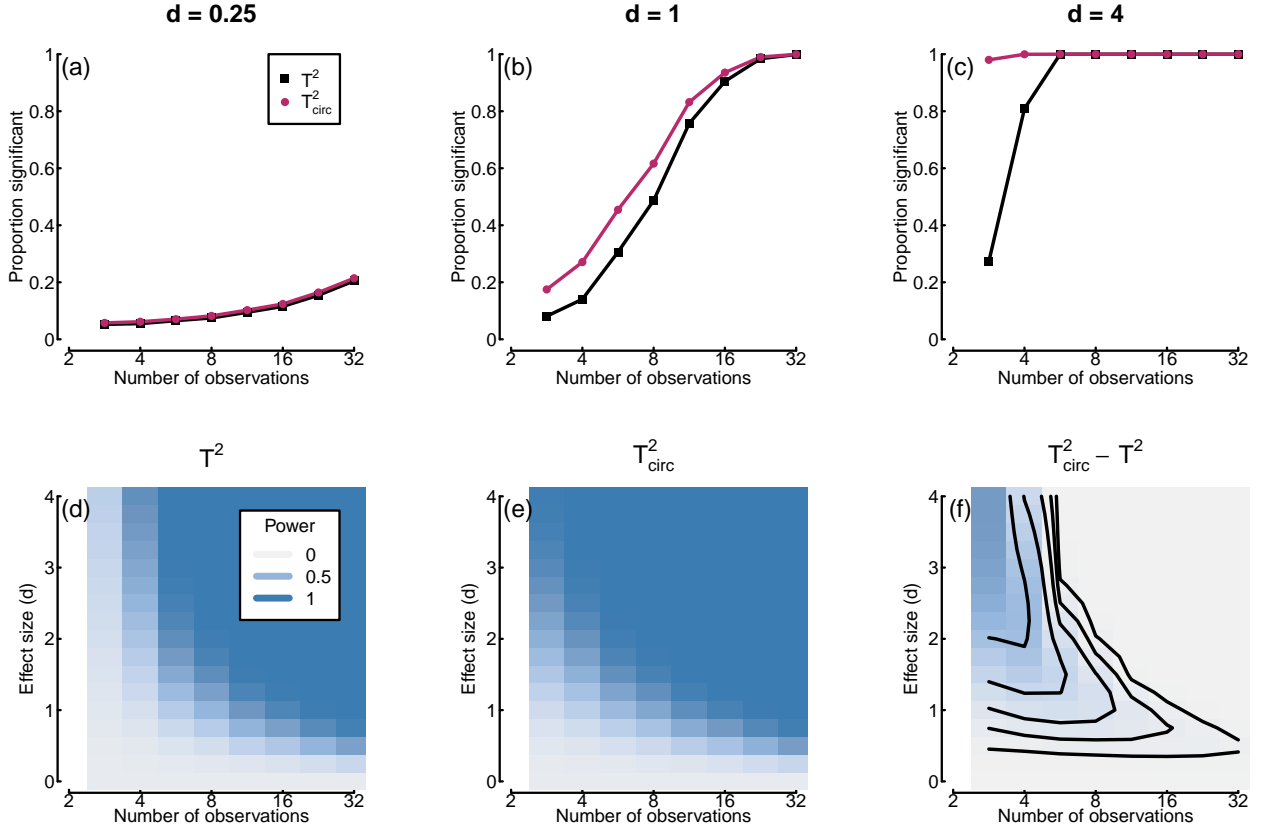 d = 0.25
d = 1
d = 4
(a)
T²
T²circ
Proportion significant
1
0.8
0.6
0.4
0.2
0
2 4 8 16 32
Number of observations
(b)
Proportion significant
1
0.8
0.6
0.4
0.2
0
2 4 8 16 32
Number of observations
(c)
Proportion significant
1
0.8
0.6
0.4
0.2
0
2 4 8 16 32
Number of observations
T²
(d)
Power
0
0.5
1
Effect size (d)
4
3
2
1
0
2 4 8 16 32
Number of observations
T²circ
(e)
Effect size (d)
4
3
2
1
0
2 4 8 16 32
Number of observations
T²circ − T²
(f)
Effect size (d)
4
3
2
1
0
2 4 8 16 32
Number of observations